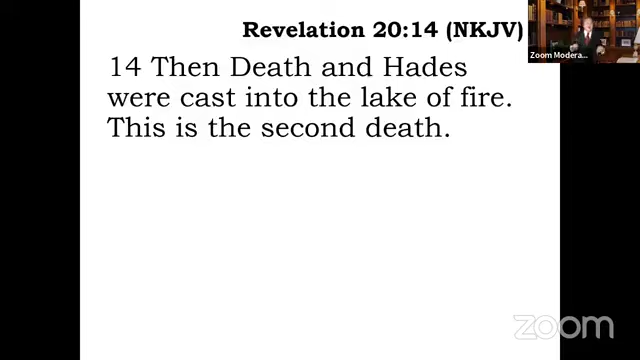 Revelation 20:14 (NKJV)
Zoom Modera...
14 Then Death and Hades
were cast into the lake of fire.
This is the second death.
zoom